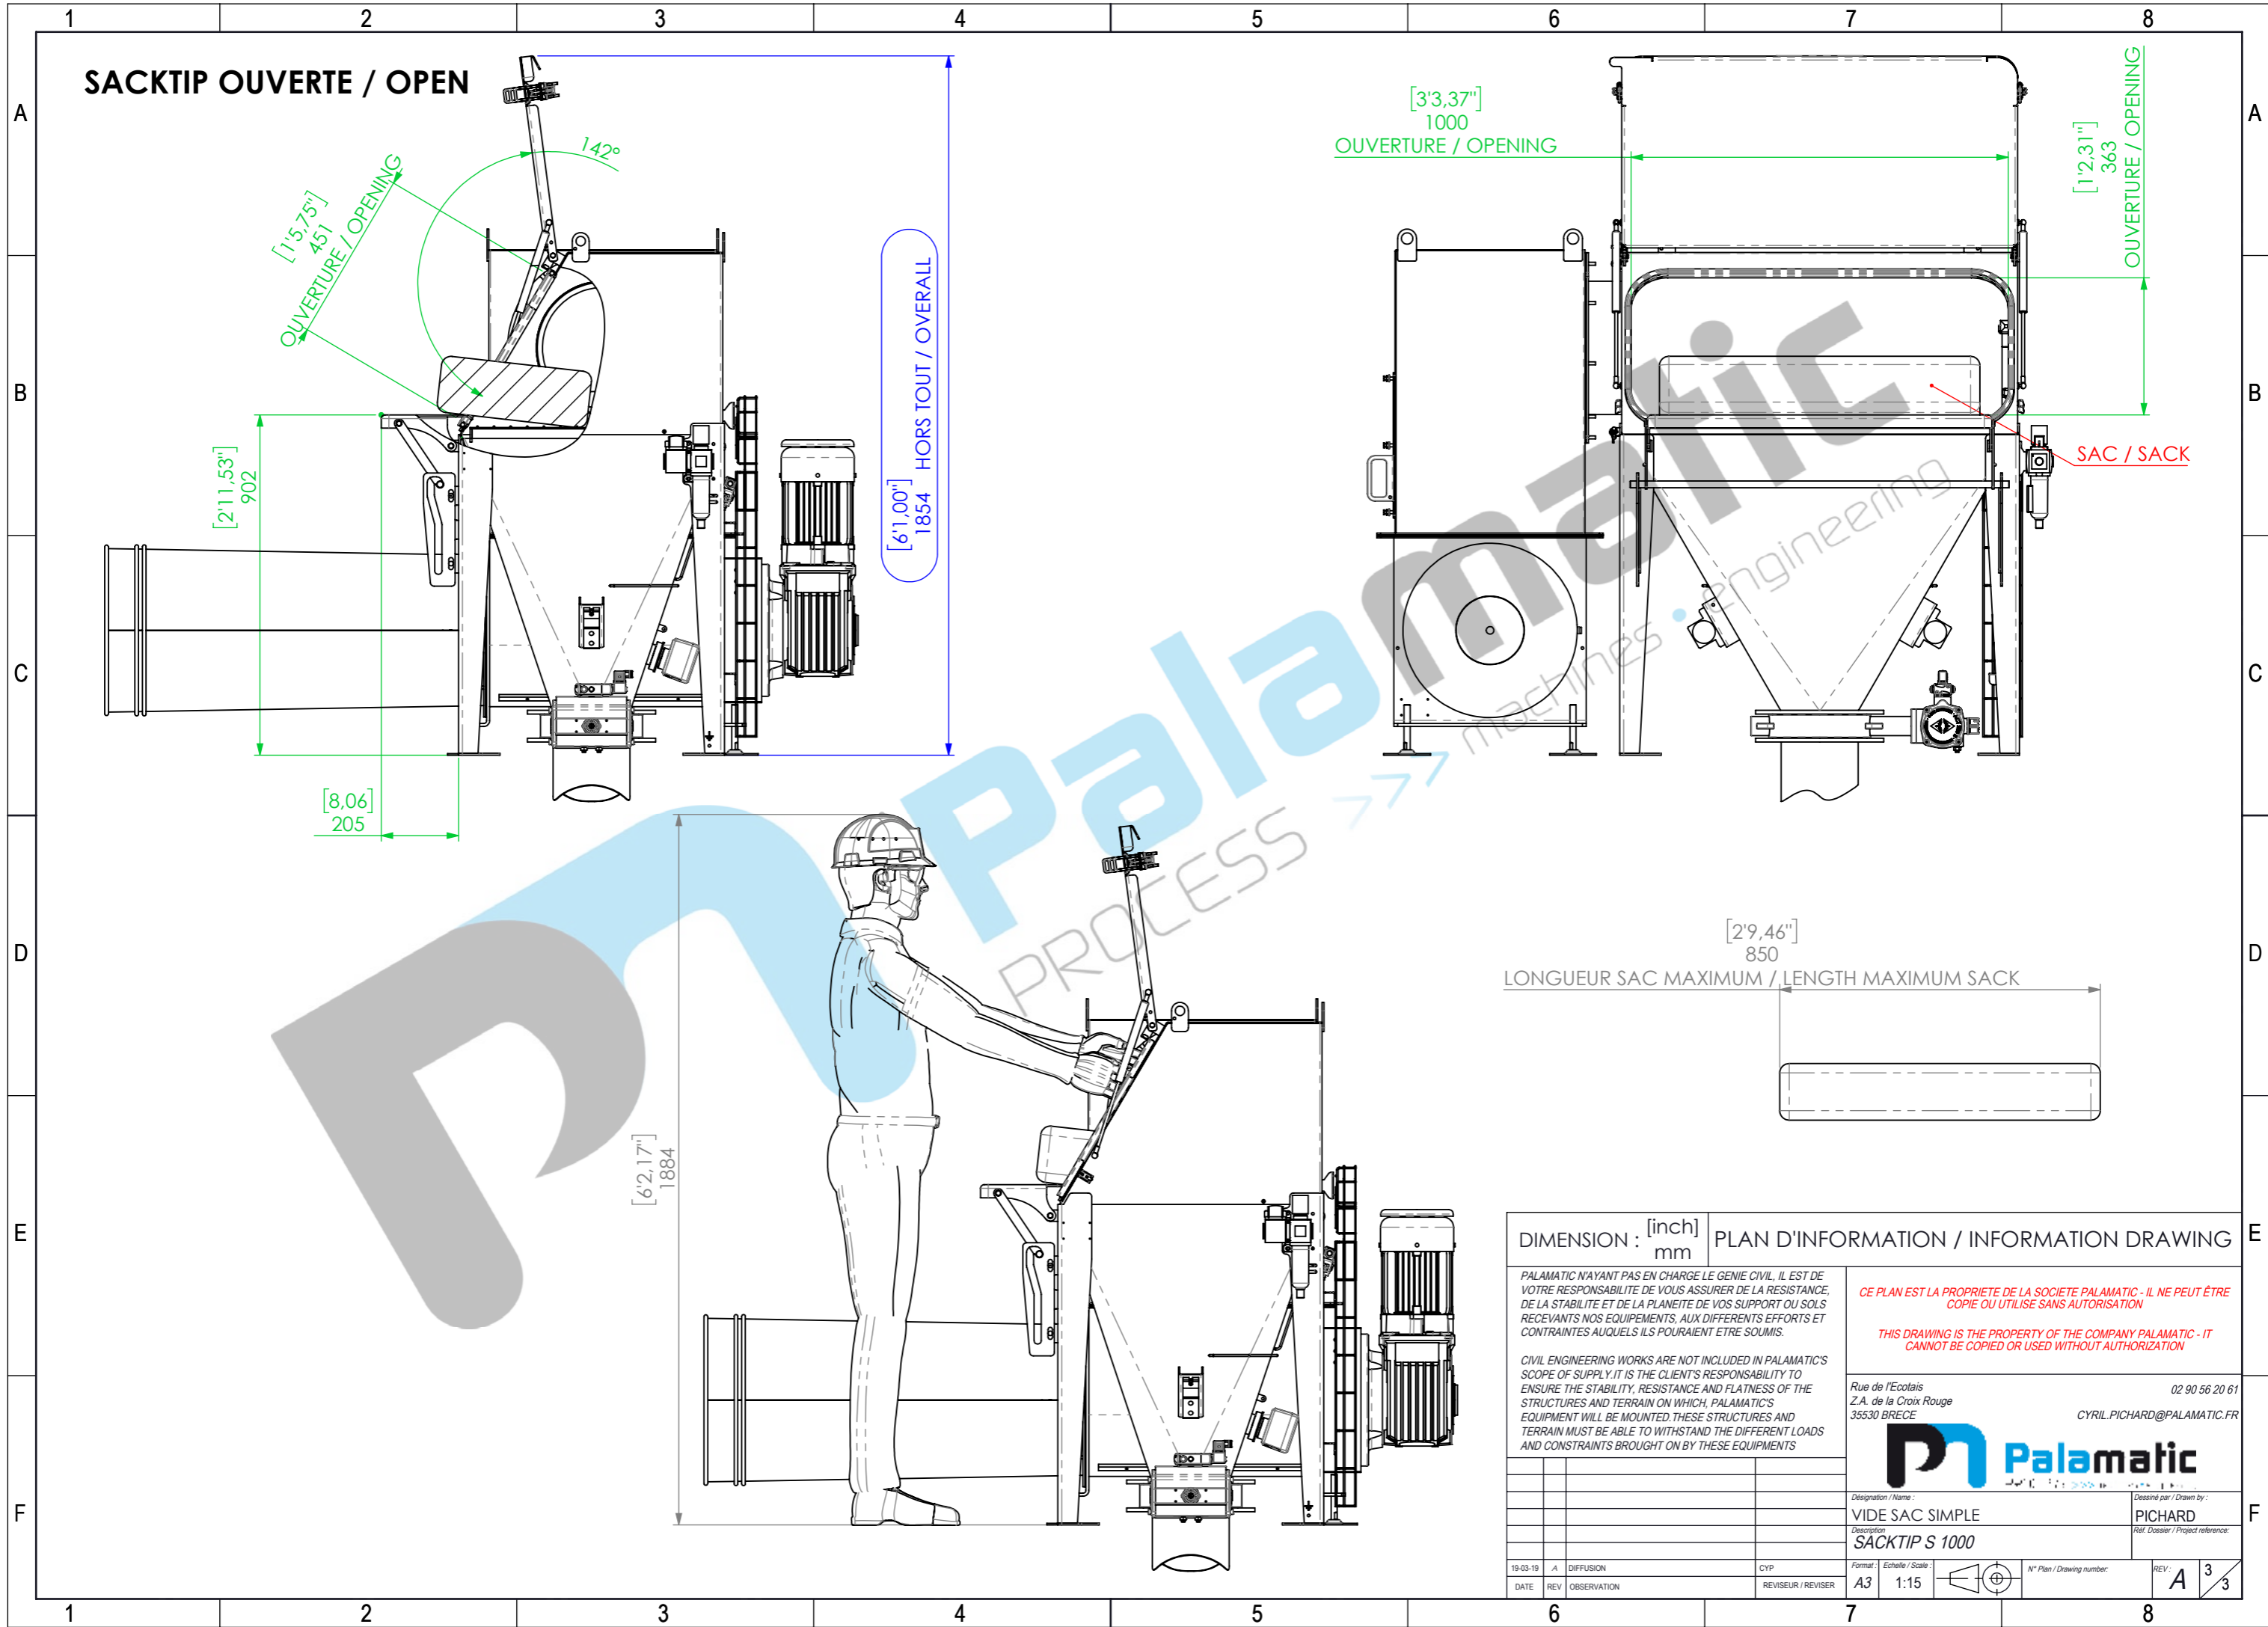 1 2 3 4 5 6 7 8
A
B
C
D
E
F
A
B
C
D
E
F
SACKTIP OUVERTE / OPEN
142°
[1'5,75"]
451
OUVERTURE / OPENING
[2'11,53"]
902
[8,06]
205
[6'1,00"]
1854 HORS TOUT / OVERALL
[3'3,37"]
1000
OUVERTURE / OPENING
[1'2,31"]
363
OUVERTURE / OPENING
SAC / SACK
Palamatic
PROCESS
>>> machines • engineering
[6'2,17"]
1884
[2'9,46"]
850
LONGUEUR SAC MAXIMUM / LENGTH MAXIMUM SACK
DIMENSION : [inch]
mm
PLAN D'INFORMATION / INFORMATION DRAWING
PALAMATIC N'AYANT PAS EN CHARGE LE GENIE CIVIL, IL EST DE
VOTRE RESPONSABILITE DE VOUS ASSURER DE LA RESISTANCE,
DE LA STABILITE ET DE LA PLANEITE DE VOS SUPPORT OU SOLS
RECEVANTS NOS EQUIPEMENTS, AUX DIFFERENTS EFFORTS ET
CONTRAINTES AUQUELS ILS POURAIENT ETRE SOUMIS.
CIVIL ENGINEERING WORKS ARE NOT INCLUDED IN PALAMATIC'S
SCOPE OF SUPPLY.IT IS THE CLIENT'S RESPONSABILITY TO
ENSURE THE STABILITY, RESISTANCE AND FLATNESS OF THE
STRUCTURES AND TERRAIN ON WHICH, PALAMATIC'S
EQUIPMENT WILL BE MOUNTED.THESE STRUCTURES AND
TERRAIN MUST BE ABLE TO WITHSTAND THE DIFFERENT LOADS
AND CONSTRAINTS BROUGHT ON BY THESE EQUIPMENTS
CE PLAN EST LA PROPRIETE DE LA SOCIETE PALAMATIC - IL NE PEUT ÊTRE
COPIE OU UTILISE SANS AUTORISATION
THIS DRAWING IS THE PROPERTY OF THE COMPANY PALAMATIC - IT
CANNOT BE COPIED OR USED WITHOUT AUTHORIZATION
Rue de l'Ecotais 02 90 56 20 61
Z.A. de la Croix Rouge
35530 BRECE CYRIL.PICHARD@PALAMATIC.FR
Palamatic
Désignation / Name :
VIDE SAC SIMPLE
Dessiné par / Drawn by :
PICHARD
Description
SACKTIP S 1000
Réf. Dossier / Project reference:
19-03-19 A DIFFUSION CYP
DATE REV OBSERVATION REVISEUR / REVISER
Format :
A3
Echelle / Scale :
1:15
N° Plan / Drawing number:
REV :
A
3/3
1 2 3 4 5 6 7 8